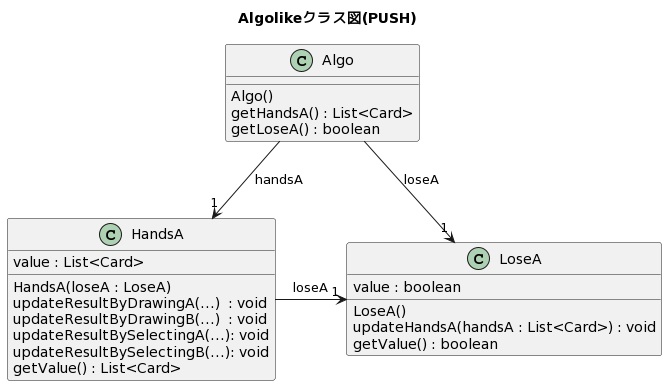 Algolikeクラス図(PUSH)
C Algo
Algo()
getHandsA() : List<Card>
getLoseA() : boolean
handsA
loseA
1
1
C HandsA
value : List<Card>
HandsA(loseA : LoseA)
updateResultByDrawingA(...)  : void
updateResultByDrawingB(...)  : void
updateResultBySelectingA(...): void
updateResultBySelectingB(...): void
getValue() : List<Card>
loseA
1
C LoseA
value : boolean
LoseA()
updateHandsA(handsA : List<Card>) : void
getValue() : boolean